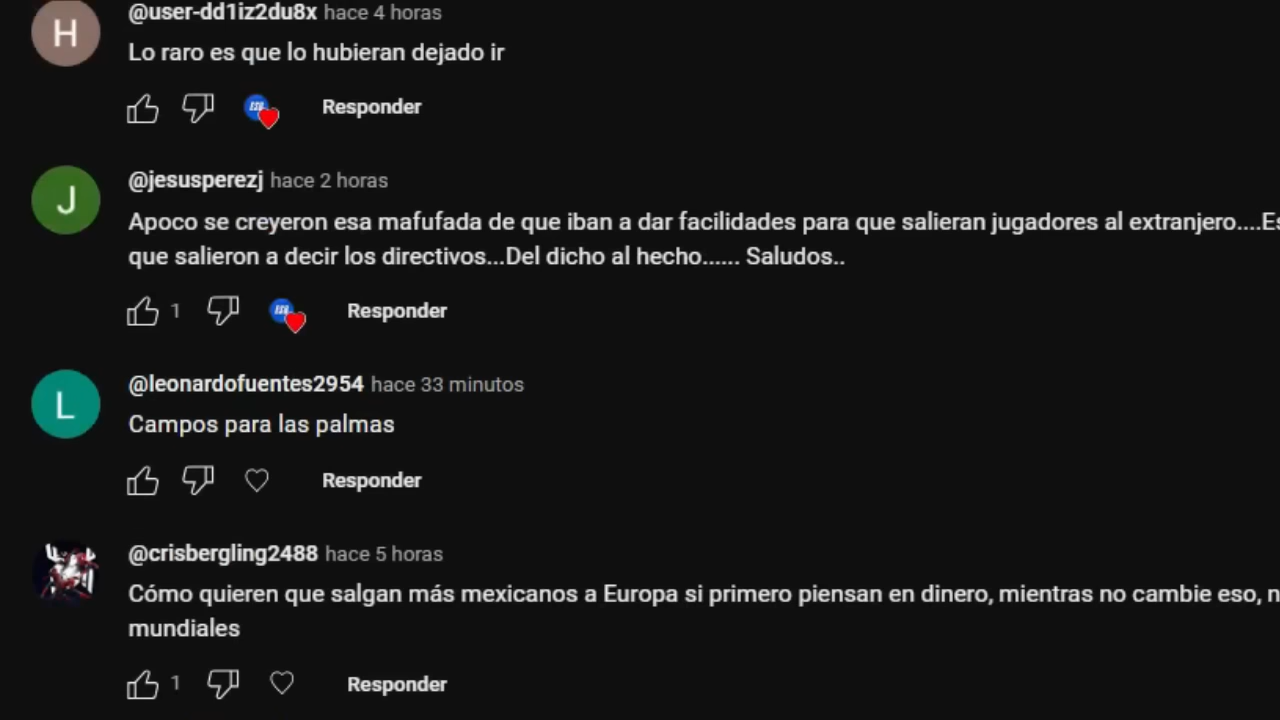 H
@user-dd1iz2du8x hace 4 horas
Lo raro es que lo hubieran dejado ir
Responder
J
@jesusperezj hace 2 horas
Apoco se creyeron esa mafufada de que iban a dar facilidades para que salieran jugadores al extranjero....Es
que salieron a decir los directivos...Del dicho al hecho...... Saludos..
1
Responder
L
@leonardofuentes2954 hace 33 minutos
Campos para las palmas
Responder
@crisbergling2488 hace 5 horas
Cómo quieren que salgan más mexicanos a Europa si primero piensan en dinero, mientras no cambie eso, n
mundiales
1
Responder